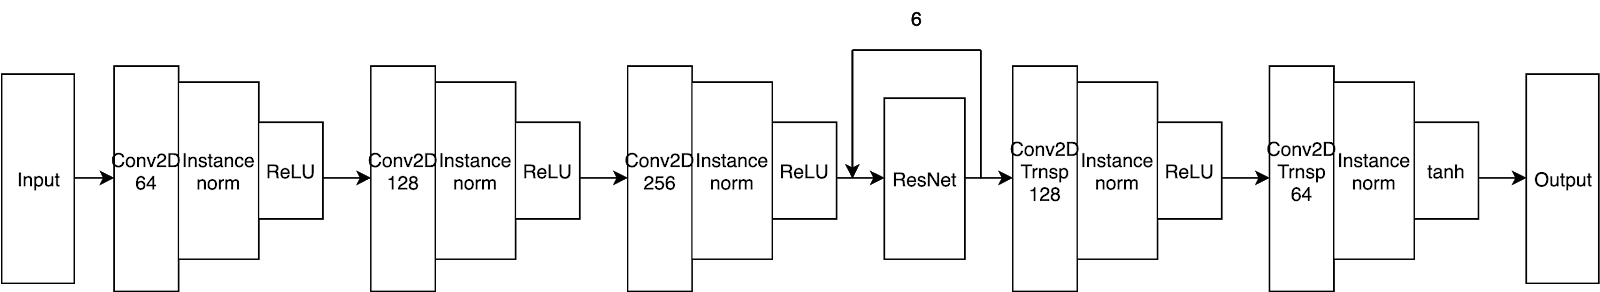 6
Input
Conv2D
64
Instance
norm
ReLU
Conv2D
128
Instance
norm
ReLU
Conv2D
256
Instance
norm
ReLU
ResNet
Conv2D
Trnsp
128
Instance
norm
ReLU
Conv2D
Trnsp
64
Instance
norm
tanh
Output